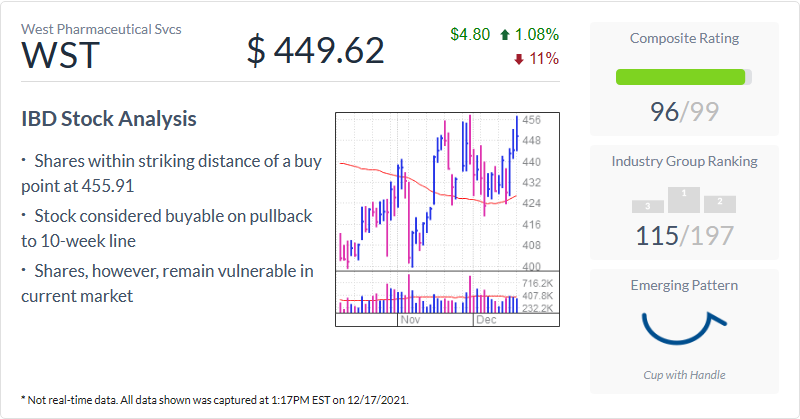 West Pharmaceutical Svcs
WST
$ 449.62
$4.80 1.08%
11%
IBD Stock Analysis
· Shares within striking distance of a buy
point at 455.91
· Stock considered buyable on pullback
to 10-week line
· Shares, however, remain vulnerable in
current market
456
448
440
432
424
416
408
400
716.2K
407.8K
232.2K
Nov Dec
Composite Rating
96/99
Industry Group Ranking
3 1 2
115/197
Emerging Pattern
Cup with Handle
* Not real-time data. All data shown was captured at 1:17PM EST on 12/17/2021.